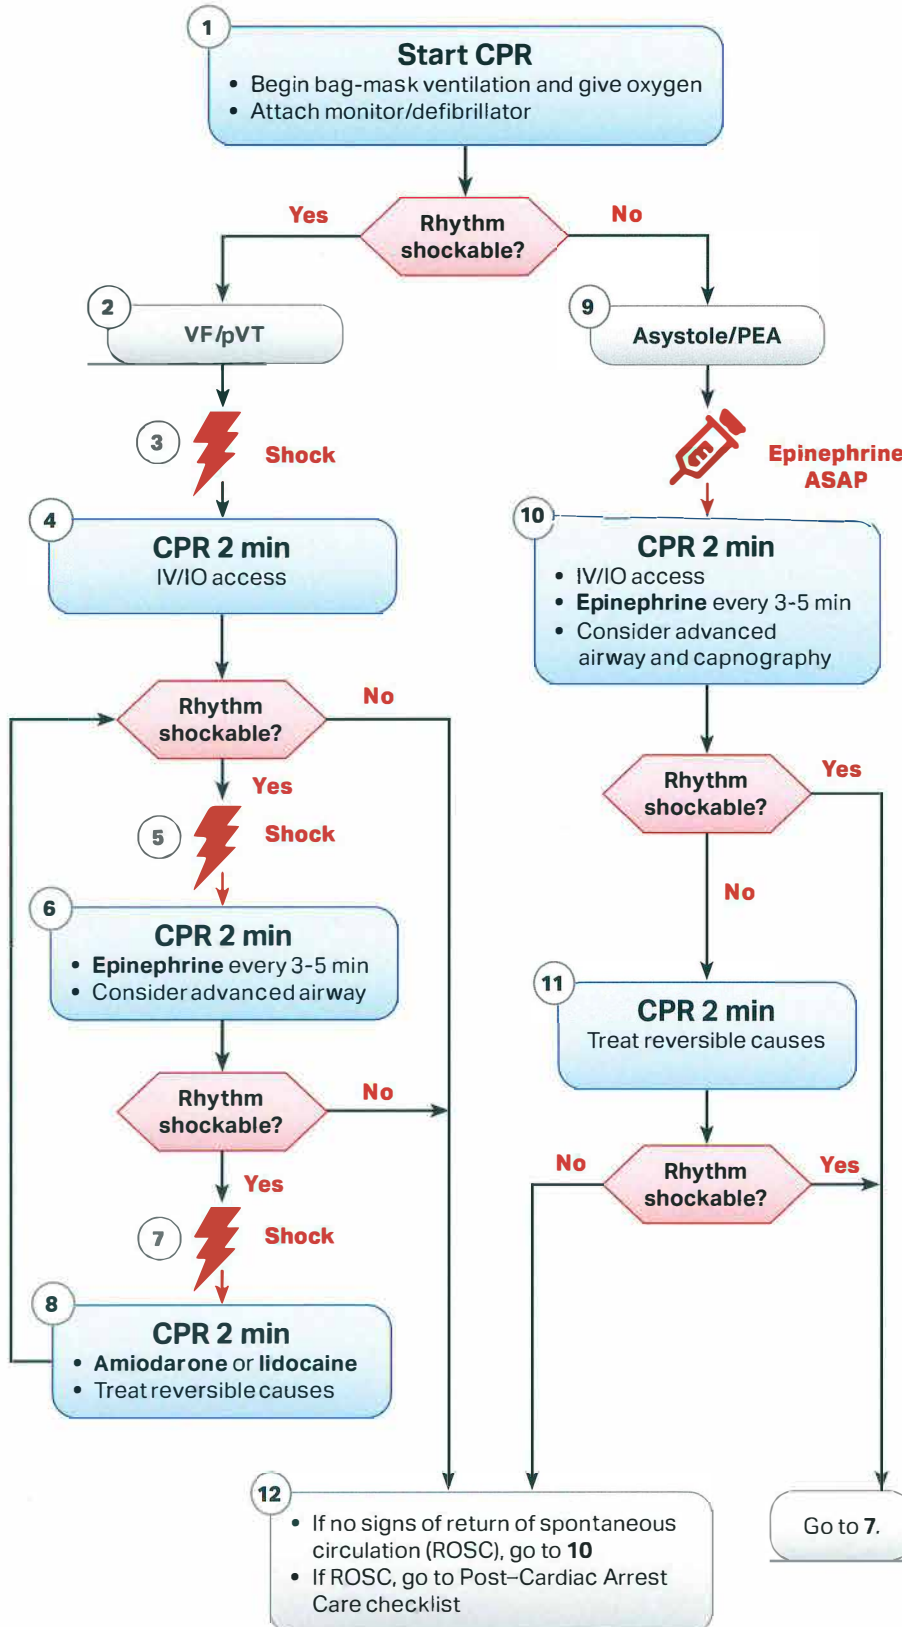 1
Start CPR
• Begin bag-mask ventilation and give oxygen
• Attach monitor/defibrillator
Rhythm
shockable?
Yes
No
2
VF/pVT
3
Shock
4
CPR 2 min
IV/IO access
Rhythm
shockable?
No
Yes
5
Shock
6
CPR 2 min
• Epinephrine every 3-5 min
• Consider advanced airway
Rhythm
shockable?
No
Yes
7
Shock
8
CPR 2 min
• Amiodarone or lidocaine
• Treat reversible causes
9
Asystole/PEA
Epinephrine
ASAP
10
CPR 2 min
• IV/IO access
• Epinephrine every 3-5 min
• Consider advanced
airway and capnography
Rhythm
shockable?
Yes
No
11
CPR 2 min
Treat reversible causes
Rhythm
shockable?
No
Yes
12
• If no signs of return of spontaneous
circulation (ROSC), go to 10
• If ROSC, go to Post–Cardiac Arrest
Care checklist
Go to 7.